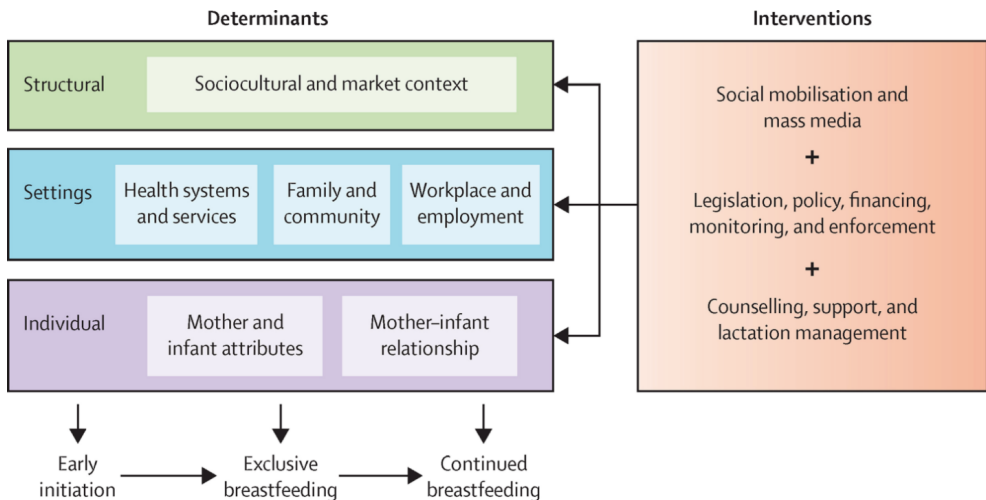 Determinants
Interventions
Structural
Sociocultural and market context
Settings
Health systems
and services
Family and
community
Workplace and
employment
Individual
Mother and
infant attributes
Mother–infant
relationship
Social mobilisation and
mass media
+
Legislation, policy, financing,
monitoring, and enforcement
+
Counselling, support, and
lactation management
Early
initiation
Exclusive
breastfeeding
Continued
breastfeeding